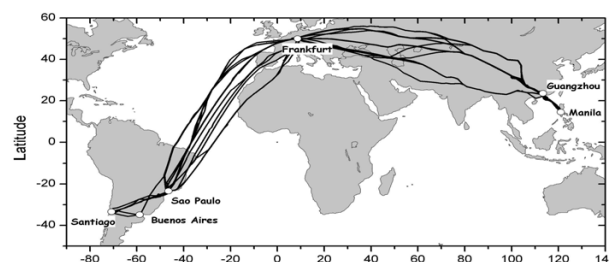 60
40
20
0
-20
-40
Latitude
Frankfurt
Guangzhou
Manila
Sao Paulo
Santiago
Buenos Aires
-80 -60 -40 -20 0 20 40 60 80 100 120 140